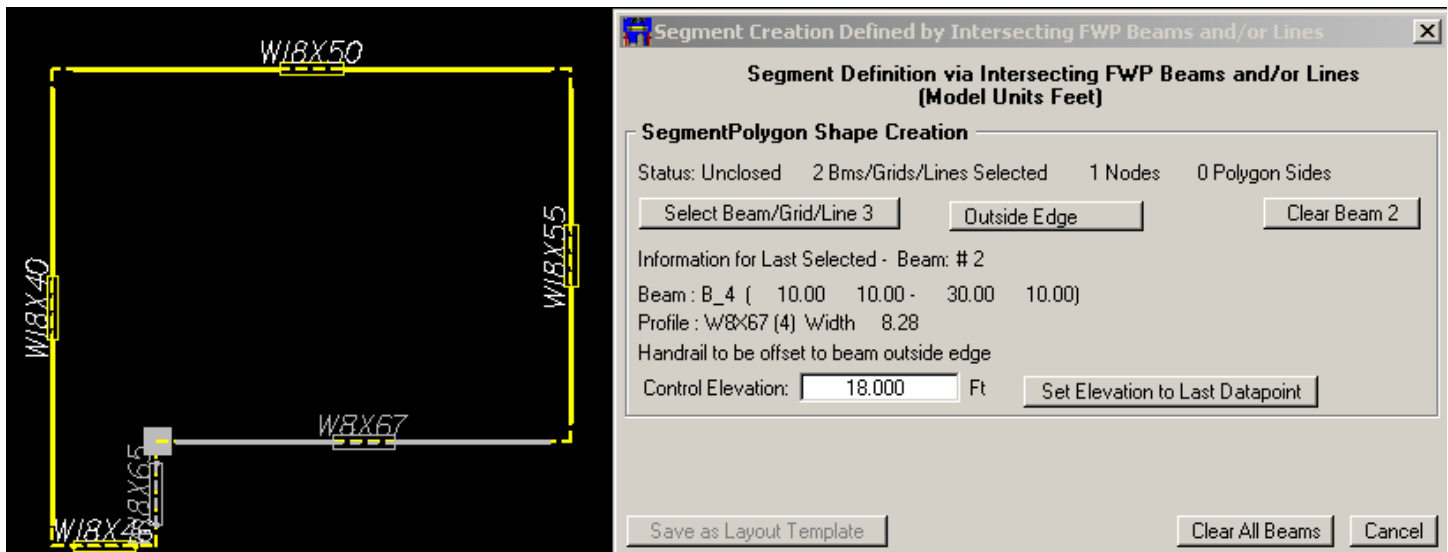 W18X50
W18X55
W18X40
W8X67
W18X65
W18X46
Segment Creation Defined by Intersecting FWP Beams and/or Lines
Segment Definition via Intersecting FWP Beams and/or Lines
(Model Units Feet)
SegmentPolygon Shape Creation
Status: Unclosed 2 Bms/Grids/Lines Selected 1 Nodes 0 Polygon Sides
Select Beam/Grid/Line 3 Outside Edge Clear Beam 2
Information for Last Selected - Beam: # 2
Beam : B_4 ( 10.00 10.00 - 30.00 10.00)
Profile : W8X67 (4) Width 8.28
Handrail to be offset to beam outside edge
Control Elevation: 18.000 Ft Set Elevation to Last Datapoint
Save as Layout Template Clear All Beams Cancel